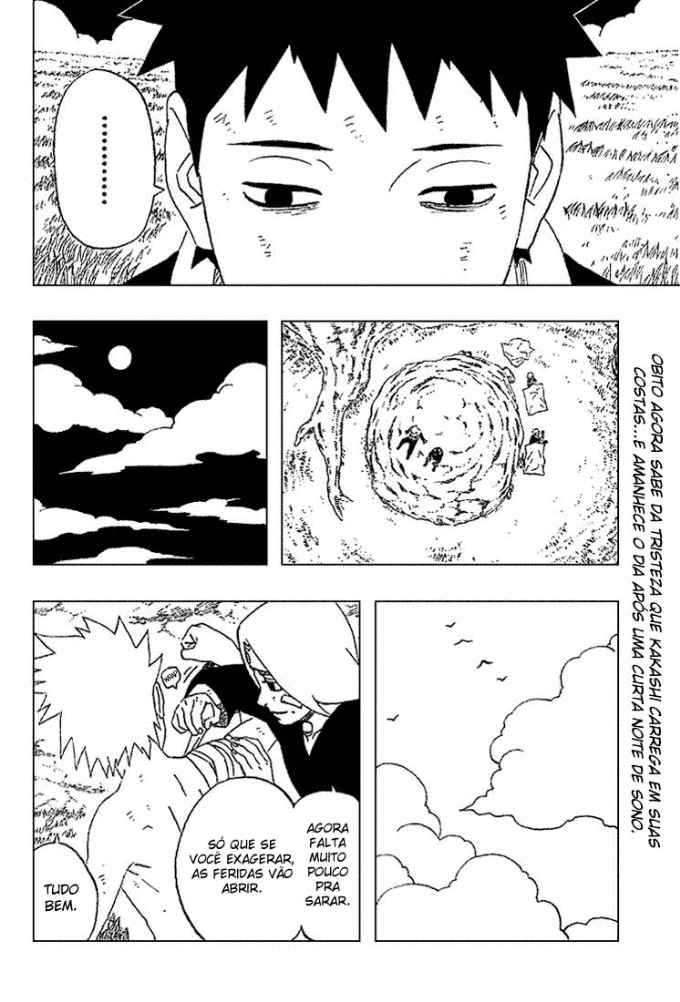 .........
OBITO AGORA SABE DA TRISTEZA QUE KAKASHI CARREGA EM SUAS
COSTAS...E AMANHECE O DIA APÓS UMA CURTA NOITE DE SONO.
AGORA
FALTA
MUITO
POUCO
PRA
SARAR.
SÓ QUE SE
VOCÊ EXAGERAR,
AS FERIDAS VÃO
ABRIR.
TUDO
BEM.